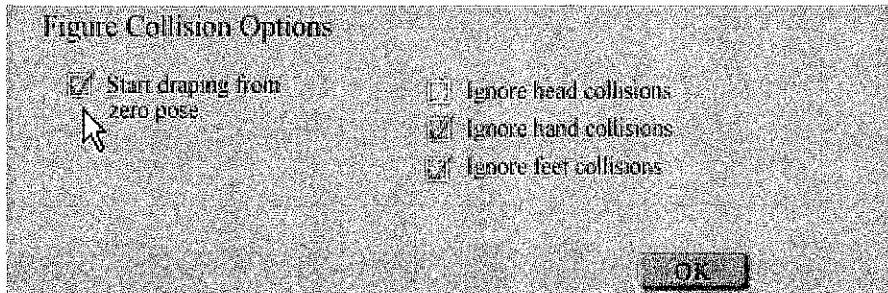 Figure Collision Options
Start draping from
zero pose
Ignore head collisions
Ignore hand collisions
Ignore feet collisions
OK